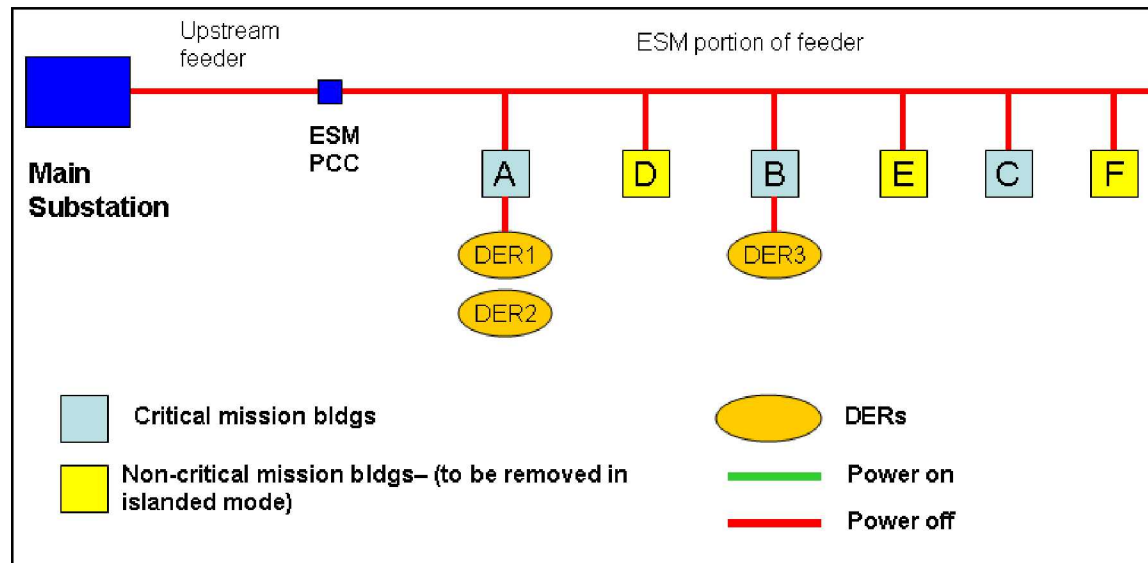 Upstream
feeder
ESM portion of feeder
ESM
PCC
Main
Substation
A
D
B
E
C
F
DER1
DER3
DER2
Critical mission bldgs
DERs
Non-critical mission bldgs– (to be removed in
islanded mode)
Power on
Power off